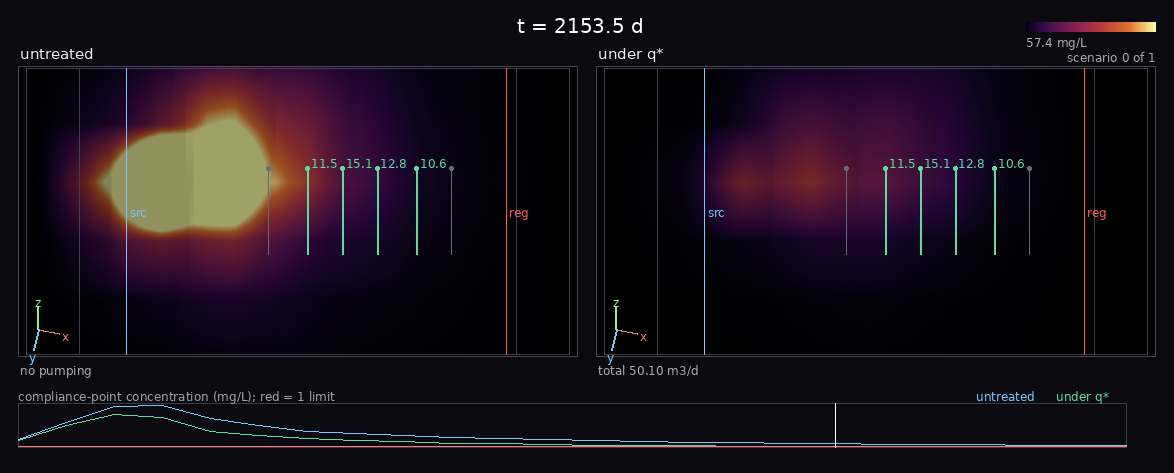 t = 2153.5 d
57.4 mg/L
scenario 0 of 1
untreated
under q*
11.5 15.1 12.8 10.6
11.5 15.1 12.8 10.6
src
reg
src
reg
z
x
y
z
x
y
no pumping
total 50.10 m3/d
compliance-point concentration (mg/L); red = 1 limit
untreated under q*